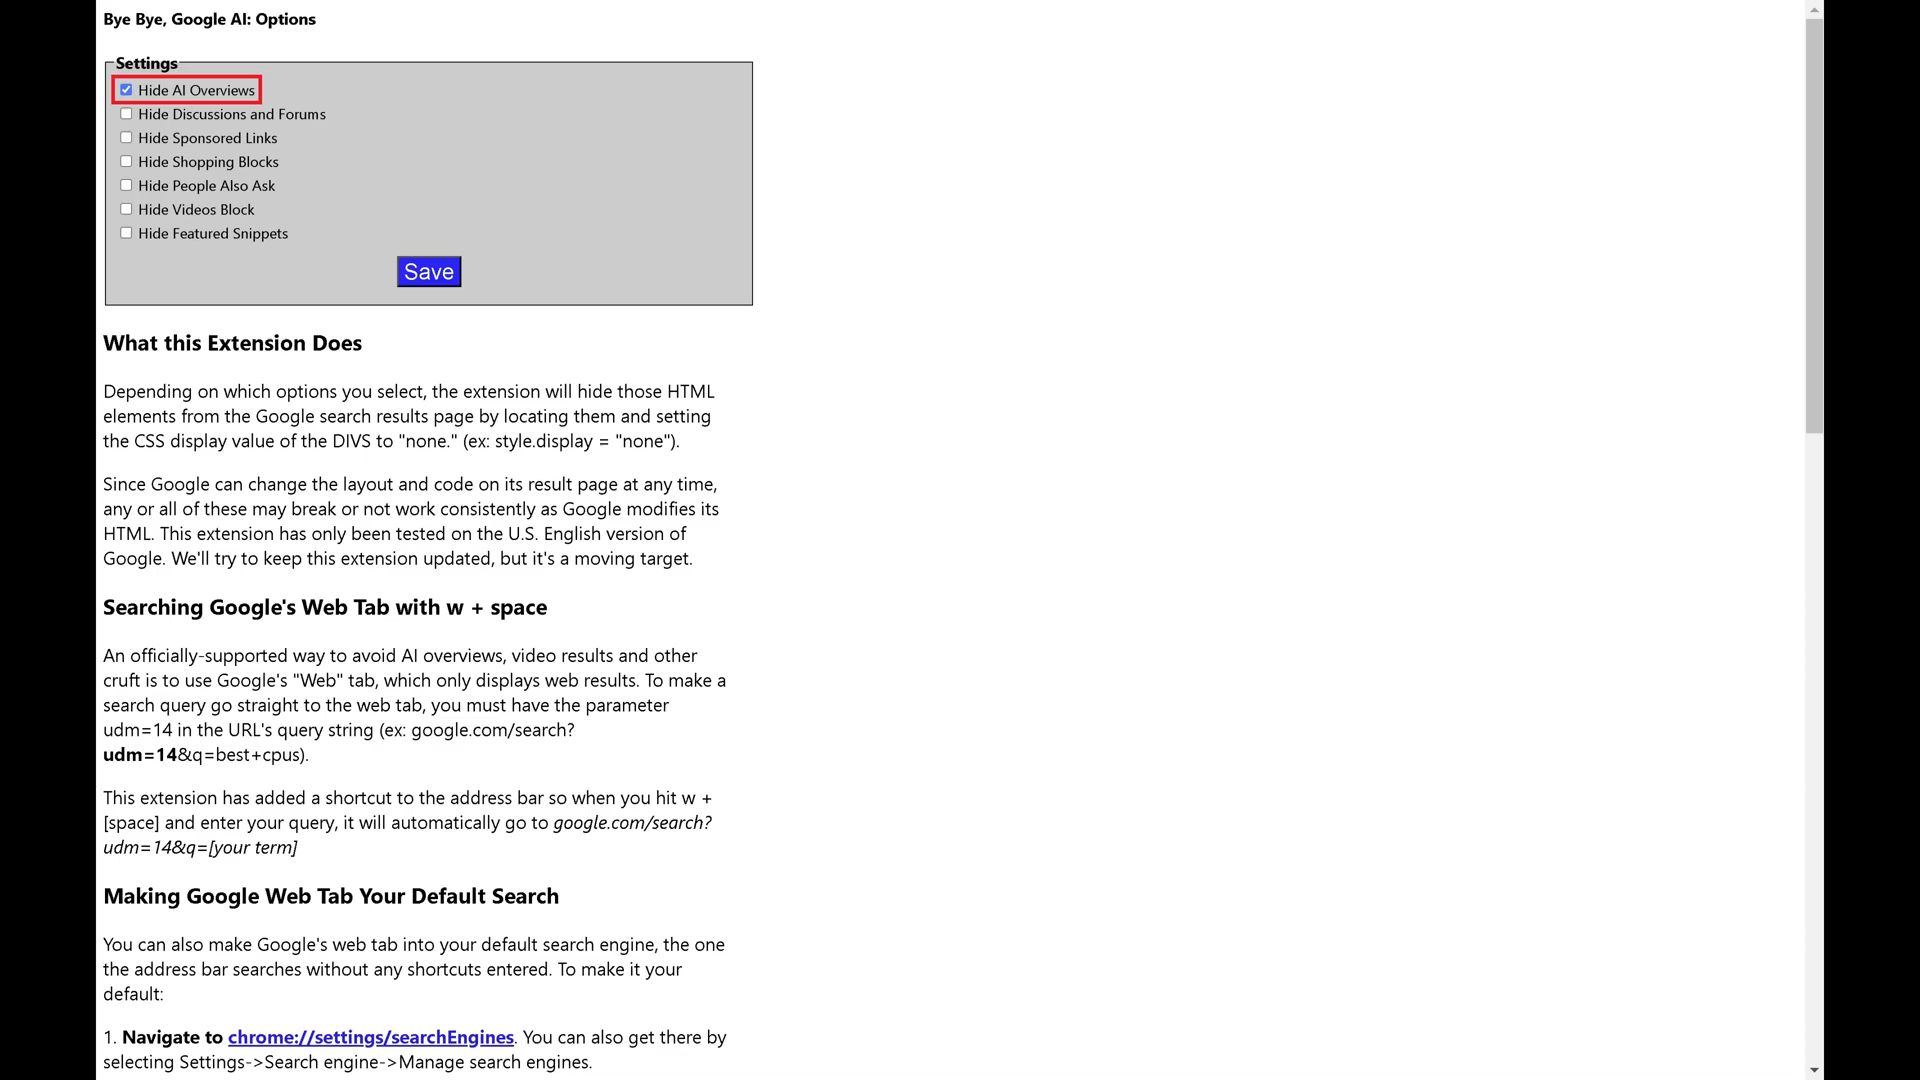 Bye Bye, Google AI: Options
Settings
Hide AI Overviews
Hide Discussions and Forums
Hide Sponsored Links
Hide Shopping Blocks
Hide People Also Ask
Hide Videos Block
Hide Featured Snippets
Save
What this Extension Does
Depending on which options you select, the extension will hide those HTML
elements from the Google search results page by locating them and setting
the CSS display value of the DIVS to "none." (ex: style.display = "none").
Since Google can change the layout and code on its result page at any time,
any or all of these may break or not work consistently as Google modifies its
HTML. This extension has only been tested on the U.S. English version of
Google. We'll try to keep this extension updated, but it's a moving target.
Searching Google's Web Tab with w + space
An officially-supported way to avoid AI overviews, video results and other
cruft is to use Google's "Web" tab, which only displays web results. To make a
search query go straight to the web tab, you must have the parameter
udm=14 in the URL's query string (ex: google.com/search?
udm=14&q=best+cpus).
This extension has added a shortcut to the address bar so when you hit w +
[space] and enter your query, it will automatically go to google.com/search?
udm=14&q=[your term]
Making Google Web Tab Your Default Search
You can also make Google's web tab into your default search engine, the one
the address bar searches without any shortcuts entered. To make it your
default:
1. Navigate to chrome://settings/searchEngines. You can also get there by
selecting Settings->Search engine->Manage search engines.